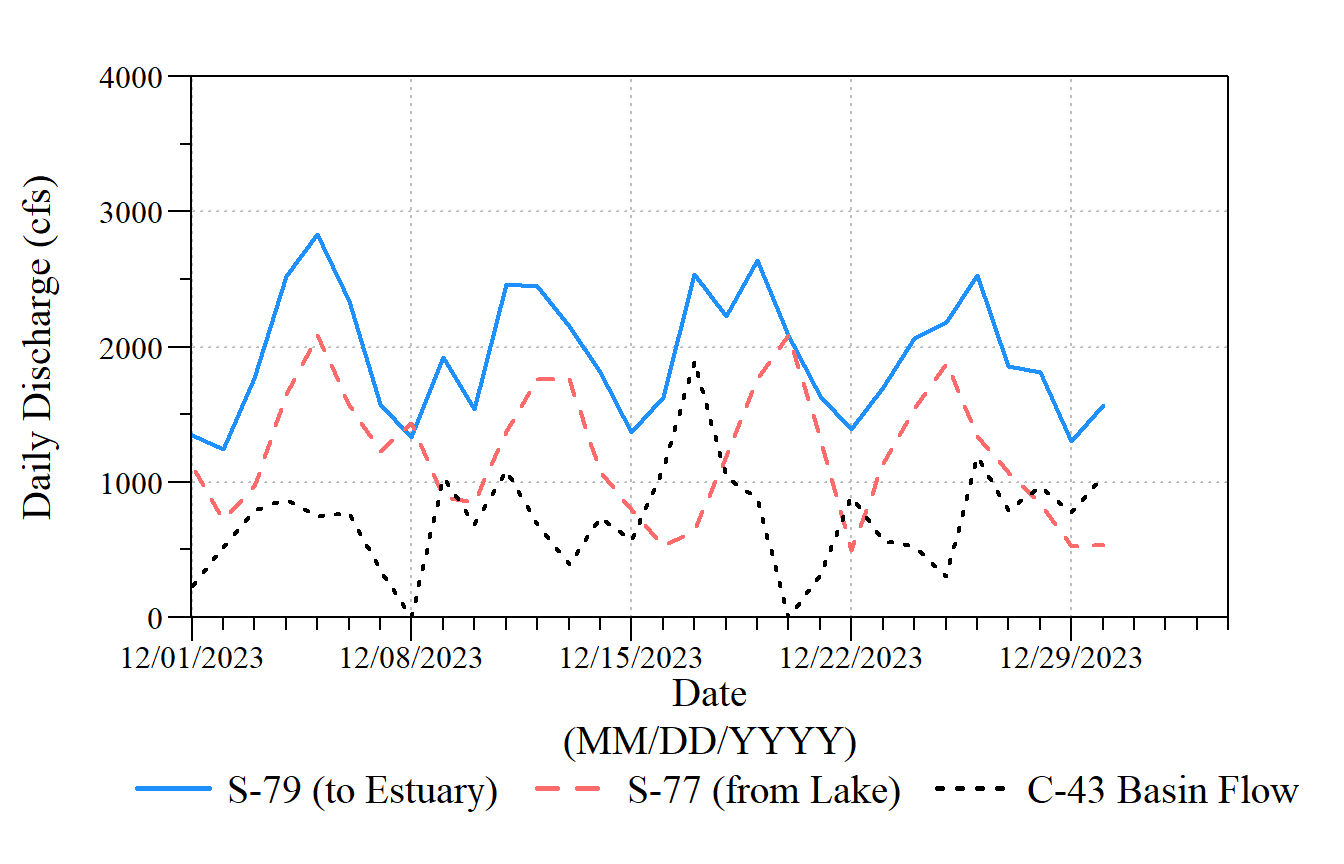 4000
3000
2000
1000
0
Daily Discharge (cfs)
12/01/2023 12/08/2023 12/15/2023 12/22/2023 12/29/2023
Date
(MM/DD/YYYY)
S-79 (to Estuary) S-77 (from Lake) C-43 Basin Flow